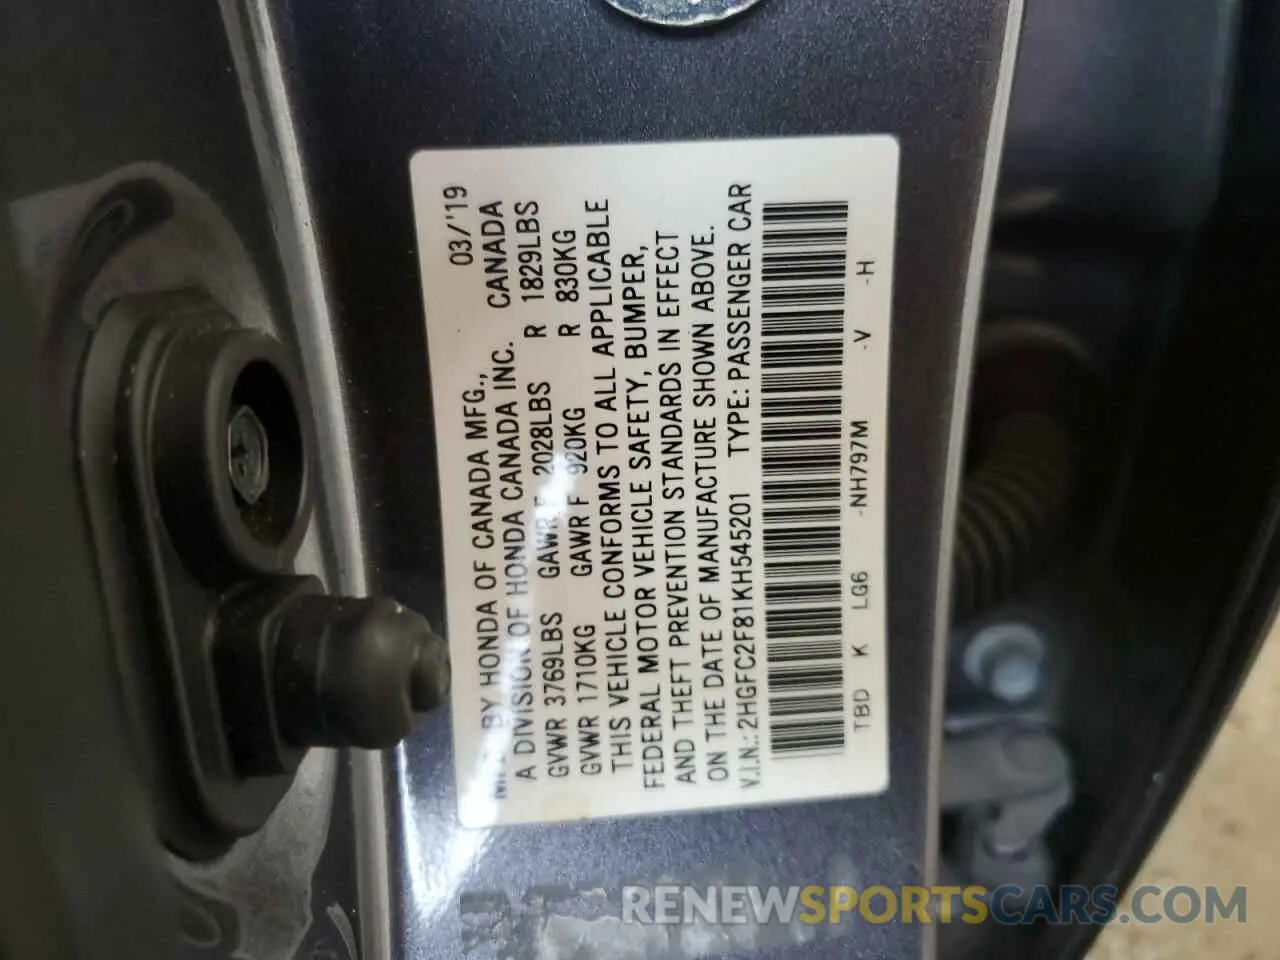 MFD. BY HONDA OF CANADA MFG., 03/'19
A DIVISION OF HONDA CANADA INC. CANADA
GVWR 3769LBS GAWR F 2028LBS R 1829LBS
GVWR 1710KG GAWR F 920KG R 830KG
THIS VEHICLE CONFORMS TO ALL APPLICABLE
FEDERAL MOTOR VEHICLE SAFETY, BUMPER,
AND THEFT PREVENTION STANDARDS IN EFFECT
ON THE DATE OF MANUFACTURE SHOWN ABOVE.
V.I.N.: 2HGFC2F81KH545201 TYPE: PASSENGER CAR
TBD K LG6 -NH797M -V -H
RENEWSPORTSCARS.COM